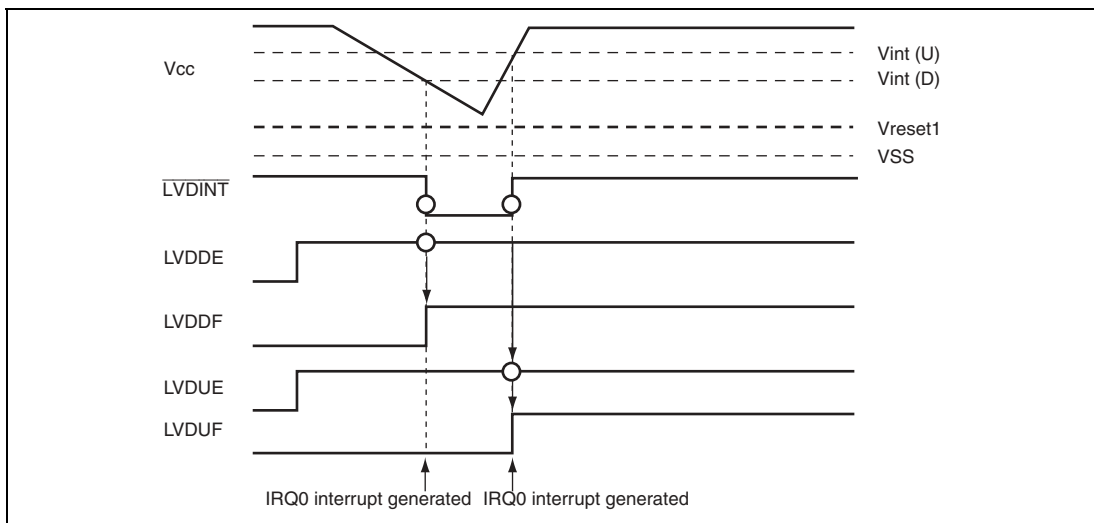 Vcc
Vint (U)
Vint (D)
Vreset1
VSS
LVDINT
LVDDE
LVDDF
LVDUE
LVDUF
IRQ0 interrupt generated IRQ0 interrupt generated